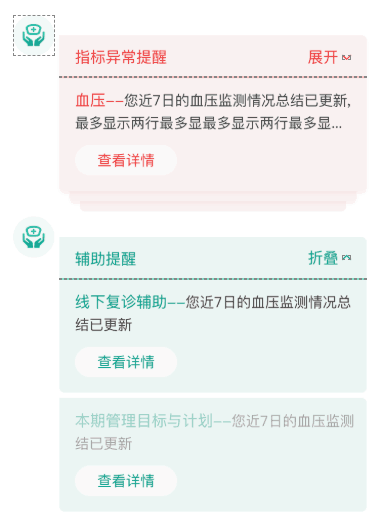 指标异常提醒 展开
血压——您近7日的血压监测情况总结已更新,
最多显示两行最多显最多显示两行最多显...
查看详情
辅助提醒 折叠
线下复诊辅助——您近7日的血压监测情况总
结已更新
查看详情
本期管理目标与计划——您近7日的血压监测
结已更新
查看详情